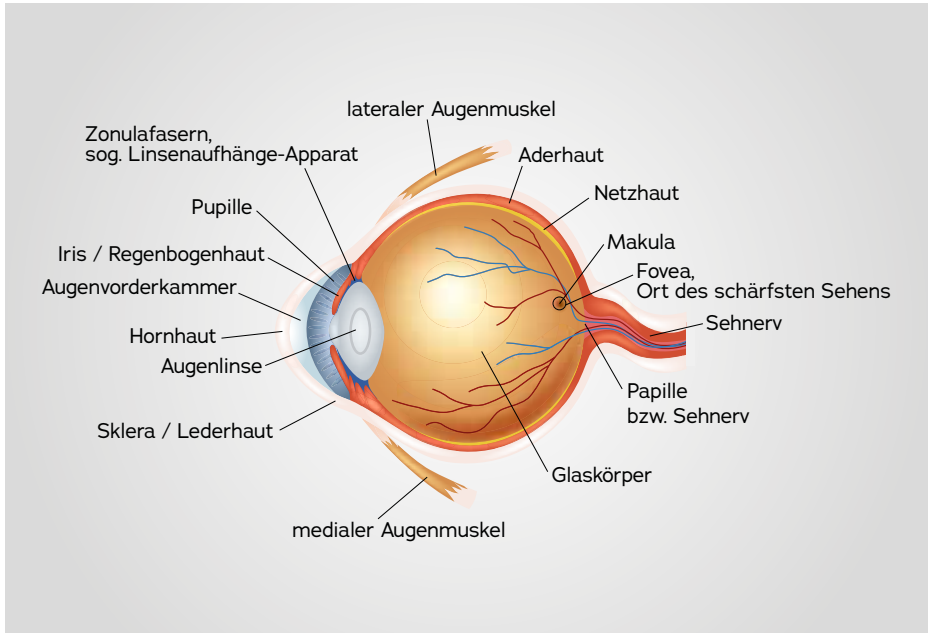 lateraler Augenmuskel
Zonulafasern,
sog. Linsenaufhänge-Apparat
Aderhaut
Netzhaut
Pupille
Makula
Iris / Regenbogenhaut
Fovea,
Ort des schärfsten Sehens
Augenvorderkammer
Sehnerv
Hornhaut
Augenlinse
Papille
bzw. Sehnerv
Sklera / Lederhaut
Glaskörper
medialer Augenmuskel